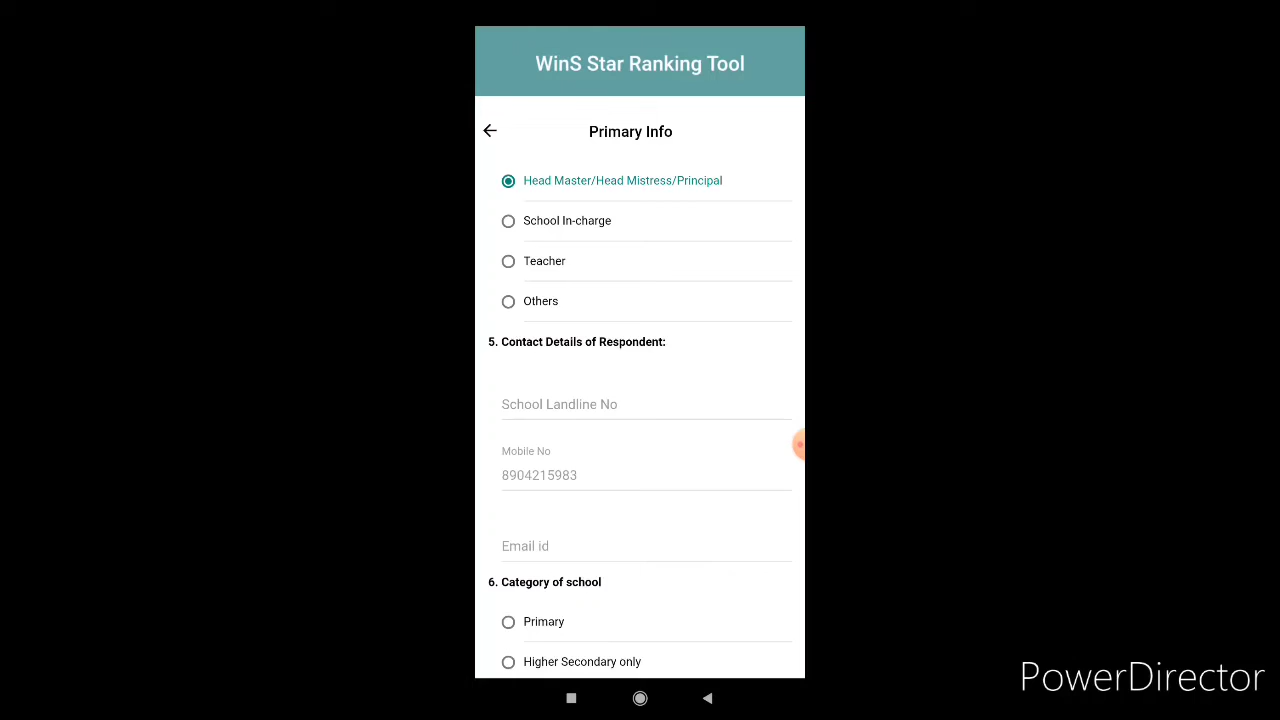 WinS Star Ranking Tool
Primary Info
Head Master/Head Mistress/Principal
School In-charge
Teacher
Others
5. Contact Details of Respondent:
School Landline No
Mobile No
8904215983
Email id
6. Category of school
Primary
Higher Secondary only
PowerDirector